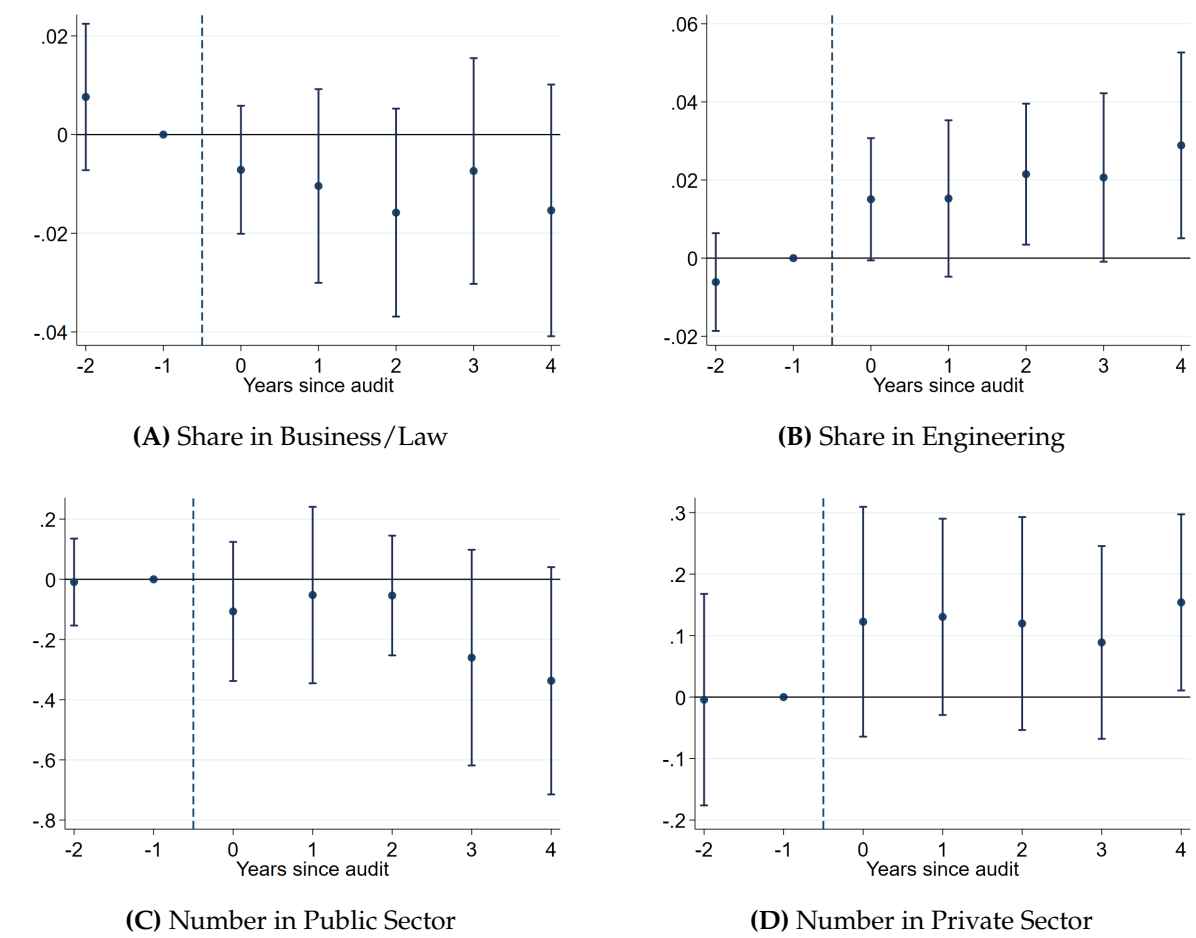 .02
0
-.02
-.04
-2 -1 0 1 2 3 4
Years since audit
(A) Share in Business/Law
.06
.04
.02
0
-.02
-2 -1 0 1 2 3 4
Years since audit
(B) Share in Engineering
.2
0
-.2
-.4
-.6
-.8
-2 -1 0 1 2 3 4
Years since audit
(C) Number in Public Sector
.3
.2
.1
0
-.1
-.2
-2 -1 0 1 2 3 4
Years since audit
(D) Number in Private Sector